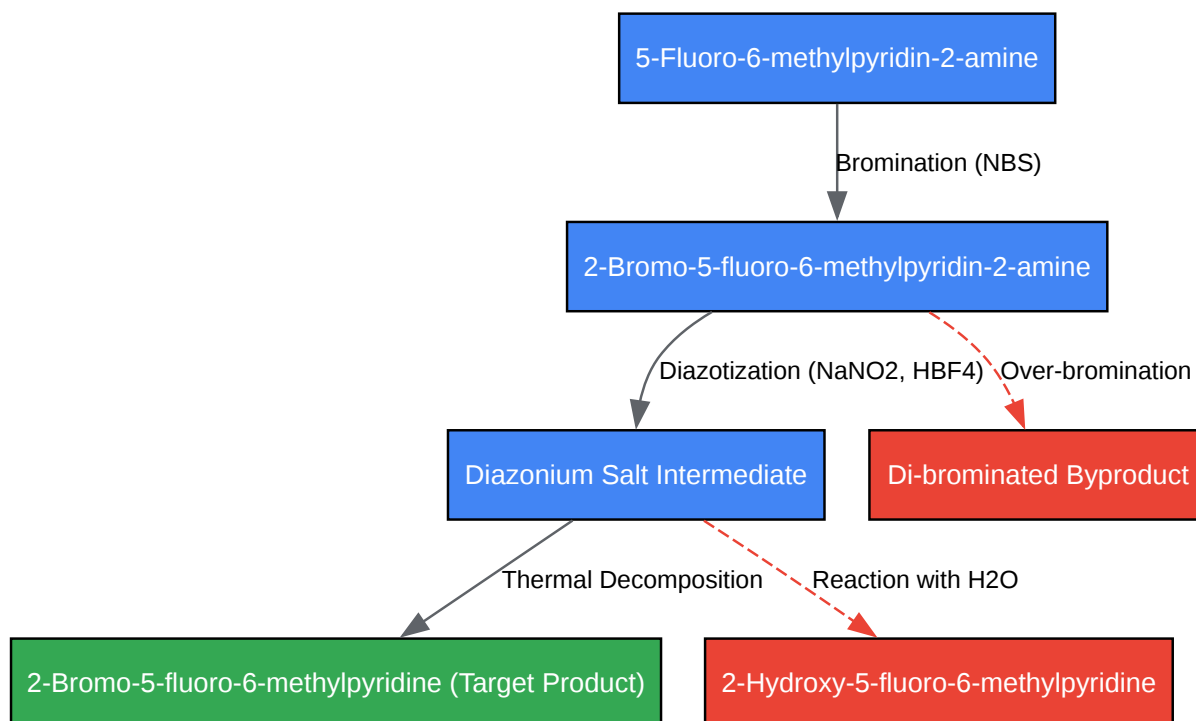 5-Fluoro-6-methylpyridin-2-amine
Bromination (NBS)
2-Bromo-5-fluoro-6-methylpyridin-2-amine
Diazotization (NaNO2, HBF4)
Over-bromination
Diazonium Salt Intermediate
Di-brominated Byproduct
Thermal Decomposition
Reaction with H2O
2-Bromo-5-fluoro-6-methylpyridine (Target Product)
2-Hydroxy-5-fluoro-6-methylpyridine